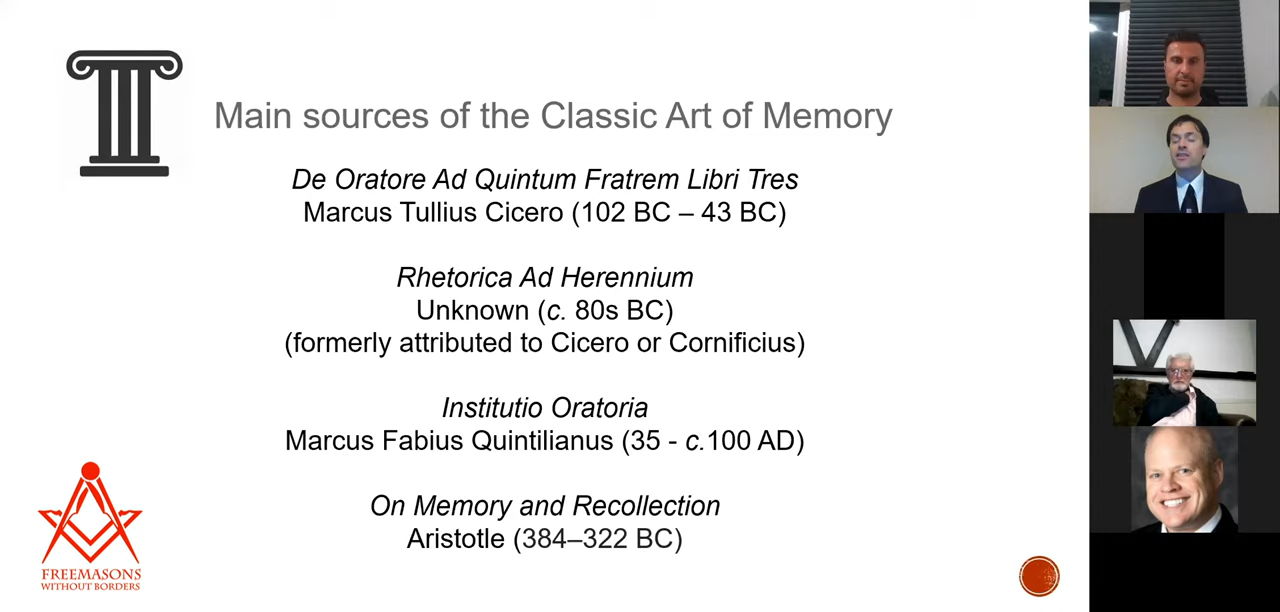 Main sources of the Classic Art of Memory
De Oratore Ad Quintum Fratrem Libri Tres
Marcus Tullius Cicero (102 BC – 43 BC)
Rhetorica Ad Herennium
Unknown (c. 80s BC)
(formerly attributed to Cicero or Cornificius)
Institutio Oratoria
Marcus Fabius Quintilianus (35 - c.100 AD)
On Memory and Recollection
Aristotle (384–322 BC)
FREEMASONS
WITHOUT BORDERS